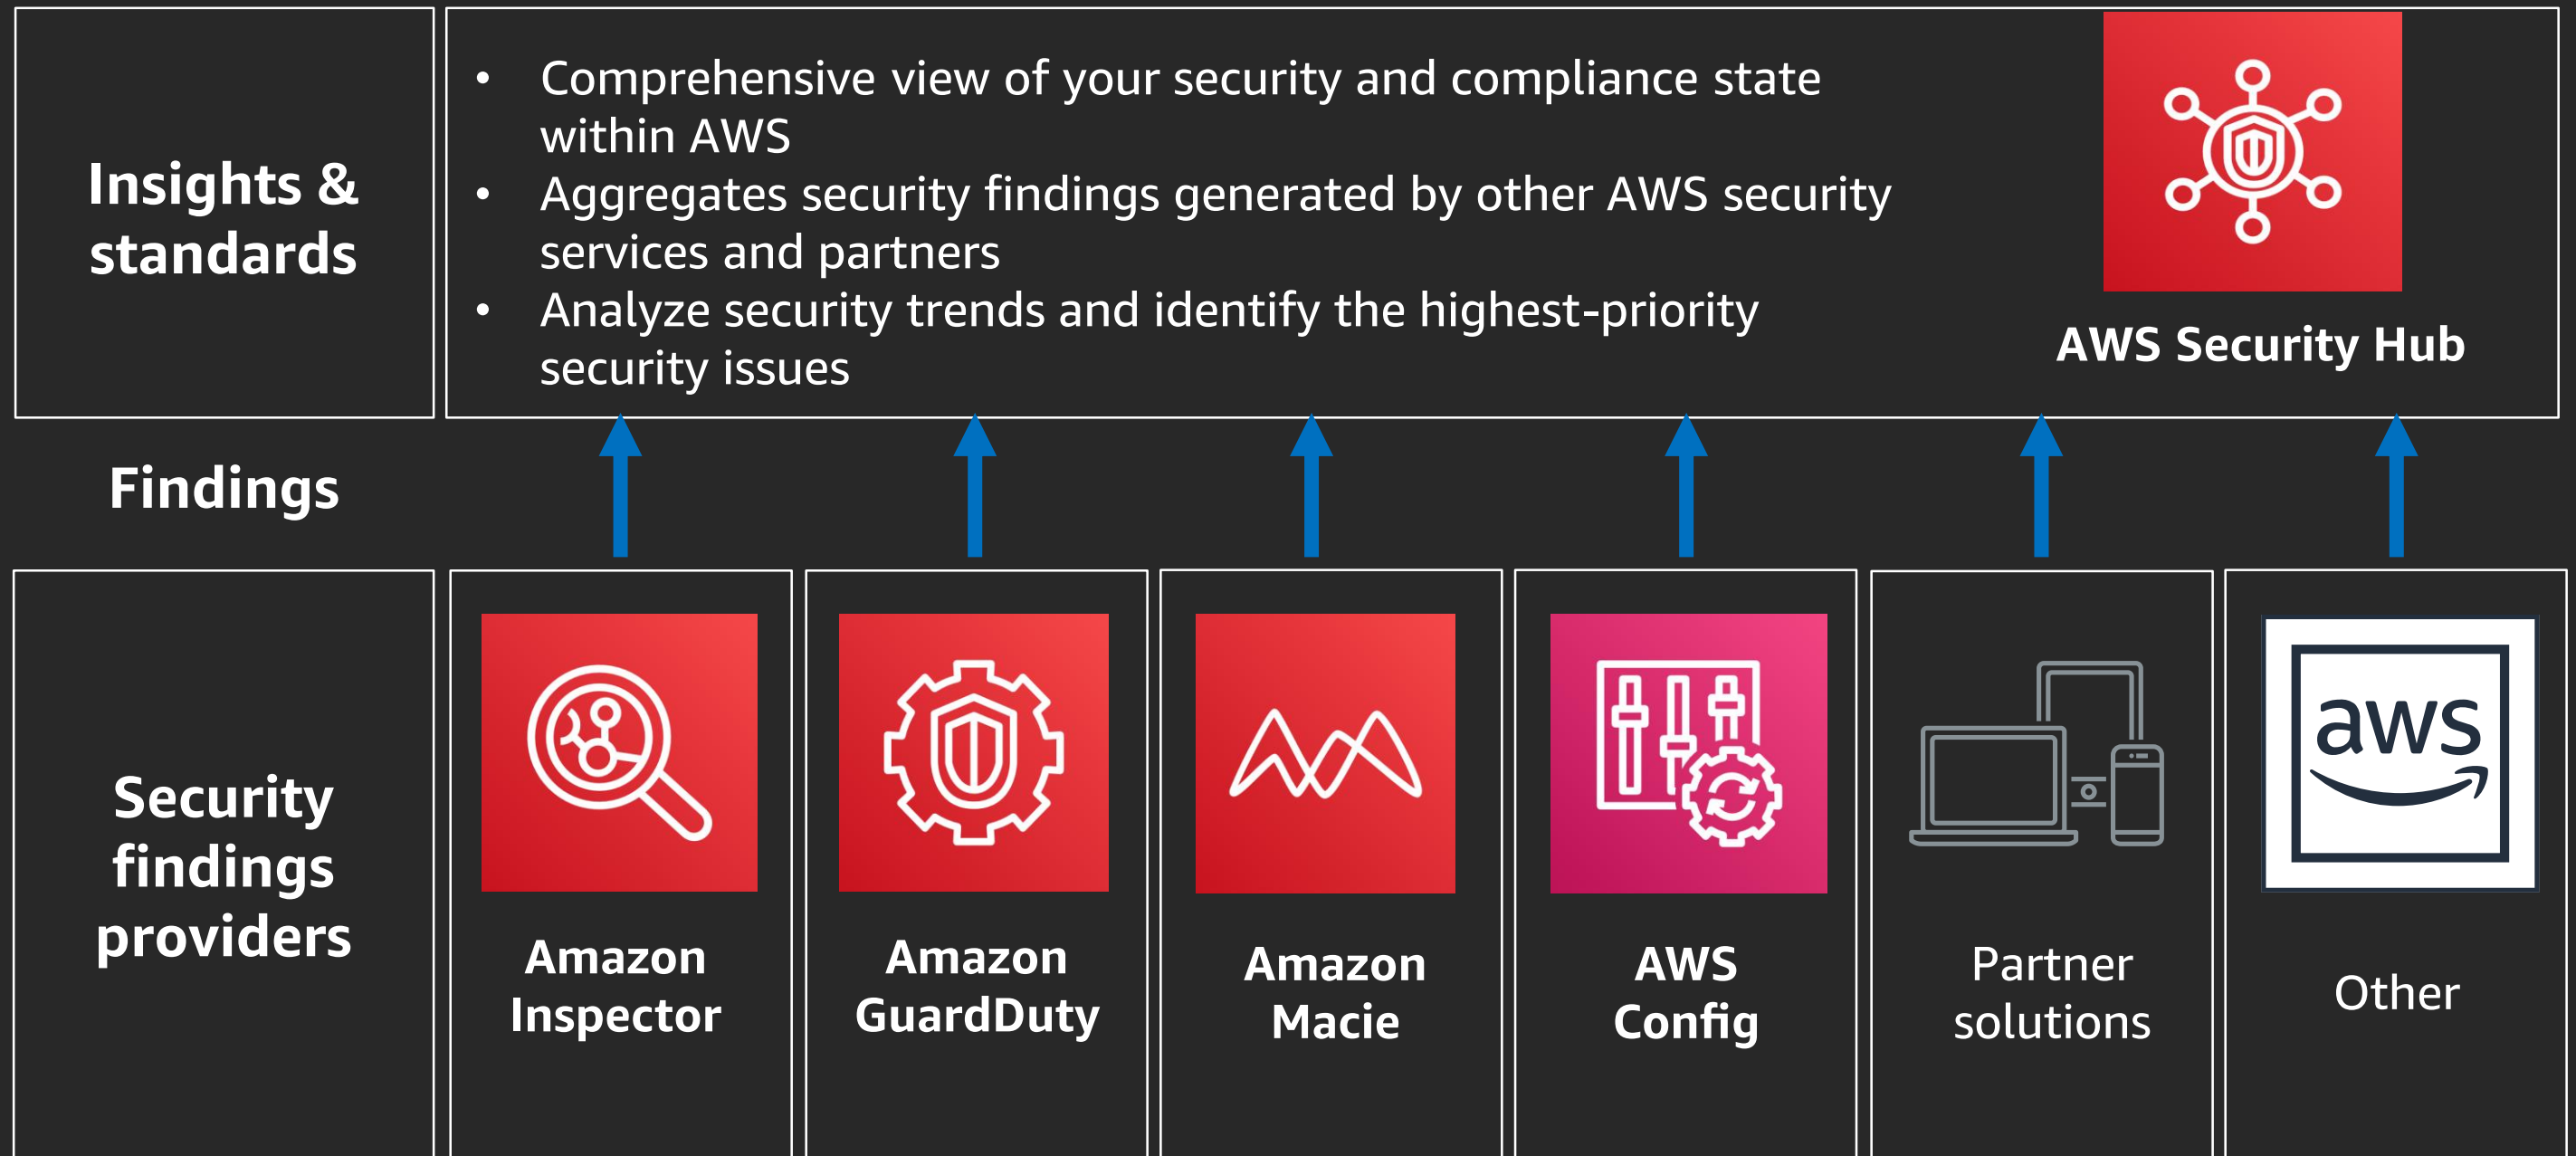 Insights &
standards
• Comprehensive view of your security and compliance state
within AWS
• Aggregates security findings generated by other AWS security
services and partners
• Analyze security trends and identify the highest-priority
security issues
AWS Security Hub
Findings
Security
findings
providers
Amazon
Inspector
Amazon
GuardDuty
Amazon
Macie
AWS
Config
Partner
solutions
aws
Other